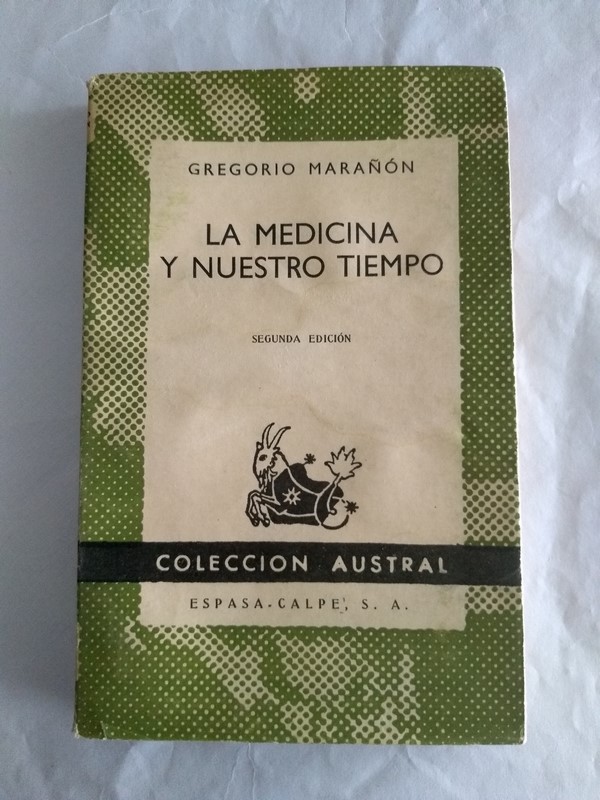 GREGORIO MARAÑÓN
LA MEDICINA
Y NUESTRO TIEMPO
SEGUNDA EDICIÓN
COLECCION AUSTRAL
ESPASA-CALPE, S. A.